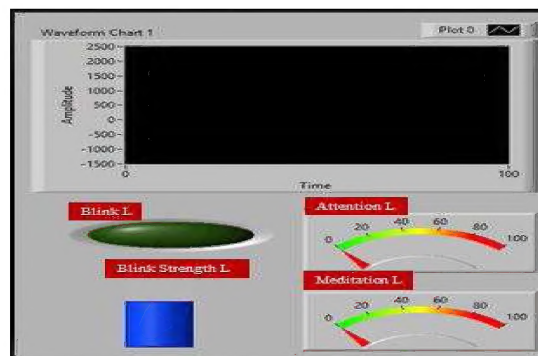 Waveform Chart 1
Plot 0
2500
2000
1500
1000
500
0
-500
-1000
-1500
Amplitude
0
100
Time
Blink L
Attention L
0 20 40 60 80 100
Blink Strength L
Meditation L
0 20 40 60 80 100